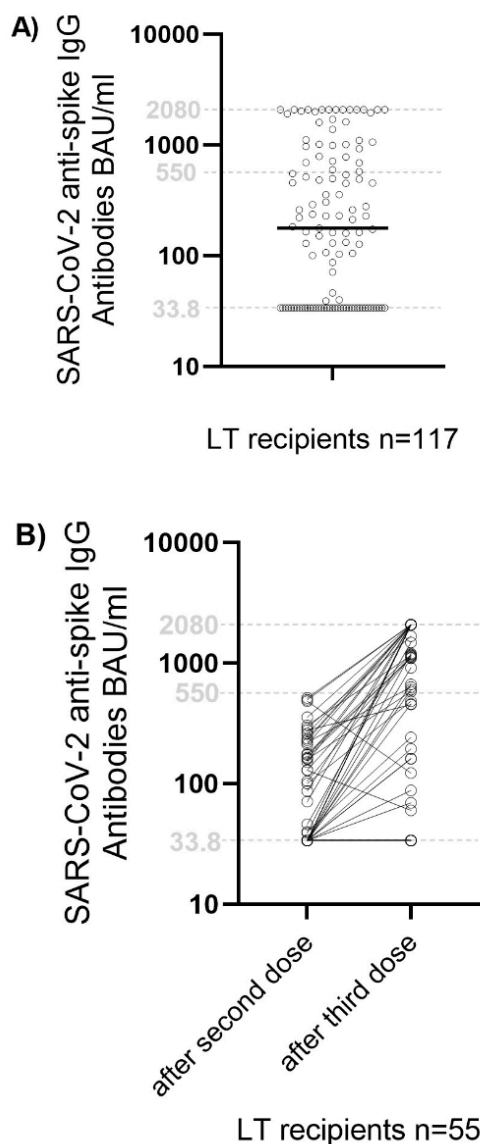 A)
SARS-CoV-2 anti-spike IgG
Antibodies BAU/ml
10000
2080
1000
550
100
33.8
10
LT recipients n=117
B)
SARS-CoV-2 anti-spike IgG
Antibodies BAU/ml
10000
2080
1000
550
100
33.8
10
after second dose
after third dose
LT recipients n=55